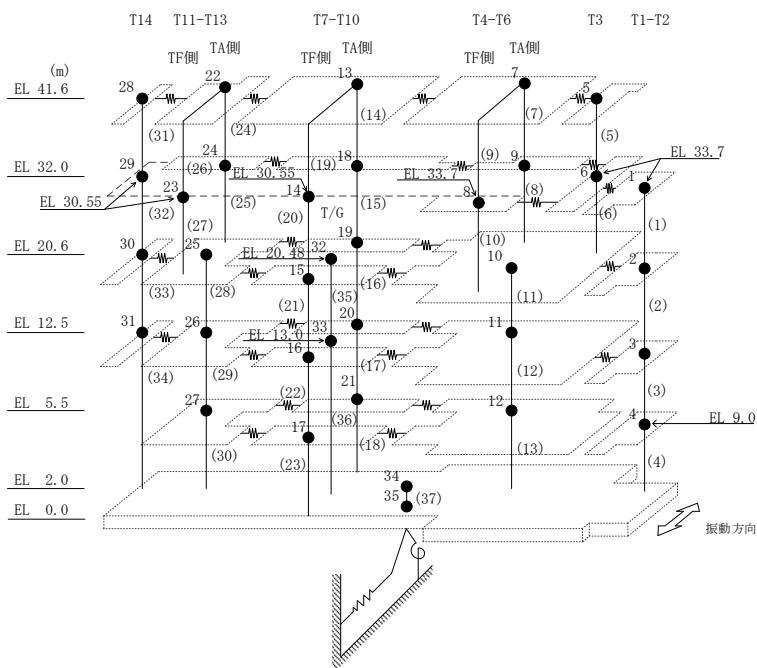 T14 T11-T13 T7-T10 T4-T6 T3 T1-T2
TF側 TA側 TF側 TA側 TF側 TA側
(m)
EL 41.6 28 22 13 7 5
(31) (24) (14) (7) (5)
EL 32.0 29 24 18 9 6 EL 33.7
(26) (19) (9)
EL 30.55 EL 33.7
EL 30.55 23 14 8 1
(32) (25) (15) (8) (6)
(27) (20) T/G (10) (1)
EL 20.6 30 25 32 19 10 2
EL 20.48 15
(33) (28) (35) (16) (11) (2)
(21)
EL 12.5 31 26 33 20 11 3
EL 13.0 16
(34) (29) (17) (12) (3)
EL 5.5 27 (22) 21 12 4 EL 9.0
17 (36) (18)
(30) (23) (13) (4)
EL 2.0 34
35 (37)
EL 0.0
振動方向